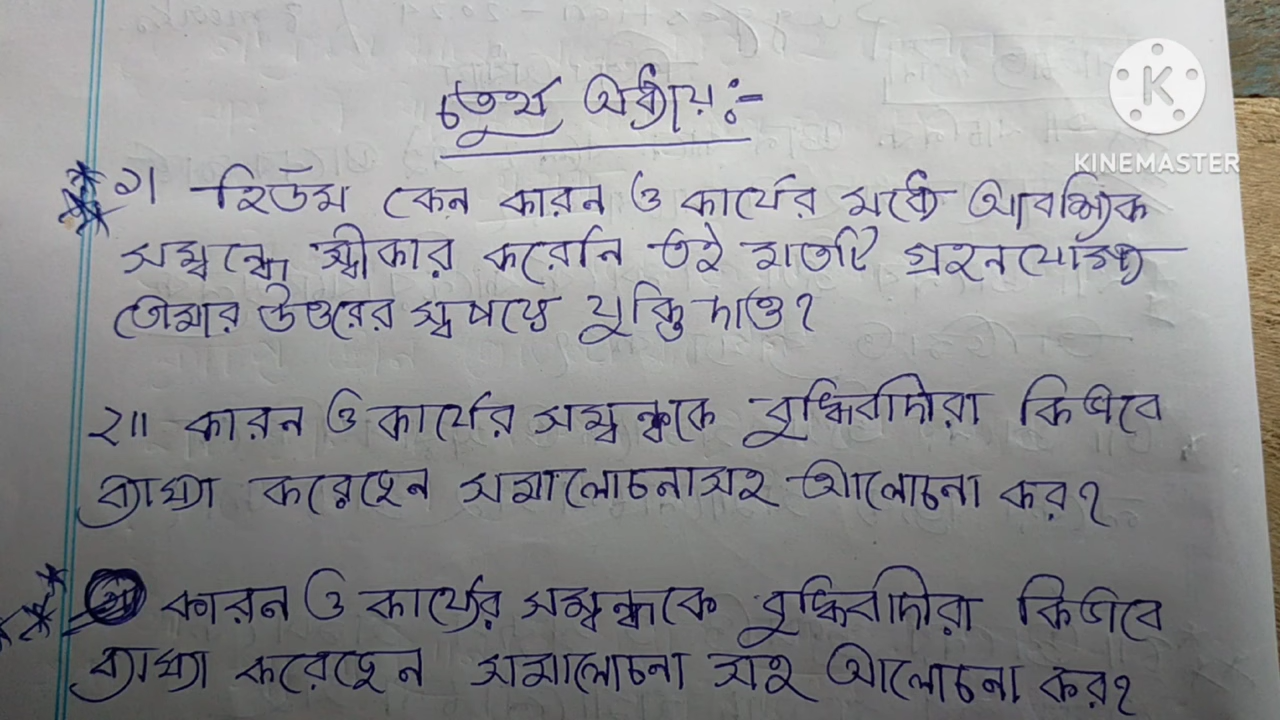 চতুর্থ অধ্যায়:-
KINEMASTER
১। হিউম কেন কারন ও কার্যের মধ্যে আবশ্যিক
সম্বন্ধে স্বীকার করেনি তই মতটি গ্রহনযোগ্য
তোমার উত্তরের স্বপক্ষে যুক্তি দাও?
২॥ কারন ও কার্যের সম্বন্ধকে বুদ্ধিবাদীরা কিভাবে
ব্যাখ্যা করেছেন সমালোচনাসহ আলোচনা কর?
কারন ও কার্যের সম্বন্ধকে বুদ্ধিবাদীরা কিভাবে
ব্যাখ্যা করেছেন সমালোচনা সহ আলোচনা কর?